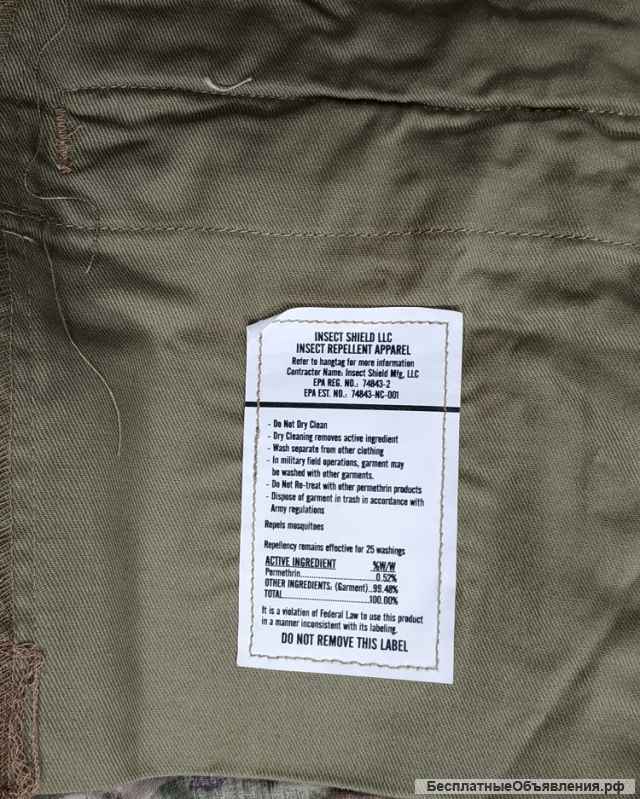 INSECT SHIELD LLC
INSECT REPELLENT APPAREL
Refer to hangtag for more information
Contractor Name: Insect Shield Mfg, LLC
EPA REG. NO.: 74843-2
EPA EST. NO.: 74843-NC-001
- Do Not Dry Clean
- Dry Cleaning removes active ingredient
- Wash separate from other clothing
- In military field operations, garment may
be washed with other garments.
- Do Not Re-treat with other permethrin products
- Dispose of garment in trash in accordance with
Army regulations
Repels mosquitoes
Repellency remains effective for 25 washings
ACTIVE INGREDIENT %W/W
Permethrin 0.52%
OTHER INGREDIENTS: (Garment) 99.48%
TOTAL 100.00%
It is a violation of Federal Law to use this product
in a manner inconsistent with its labeling.
DO NOT REMOVE THIS LABEL
БесплатныеОбъявления.рф